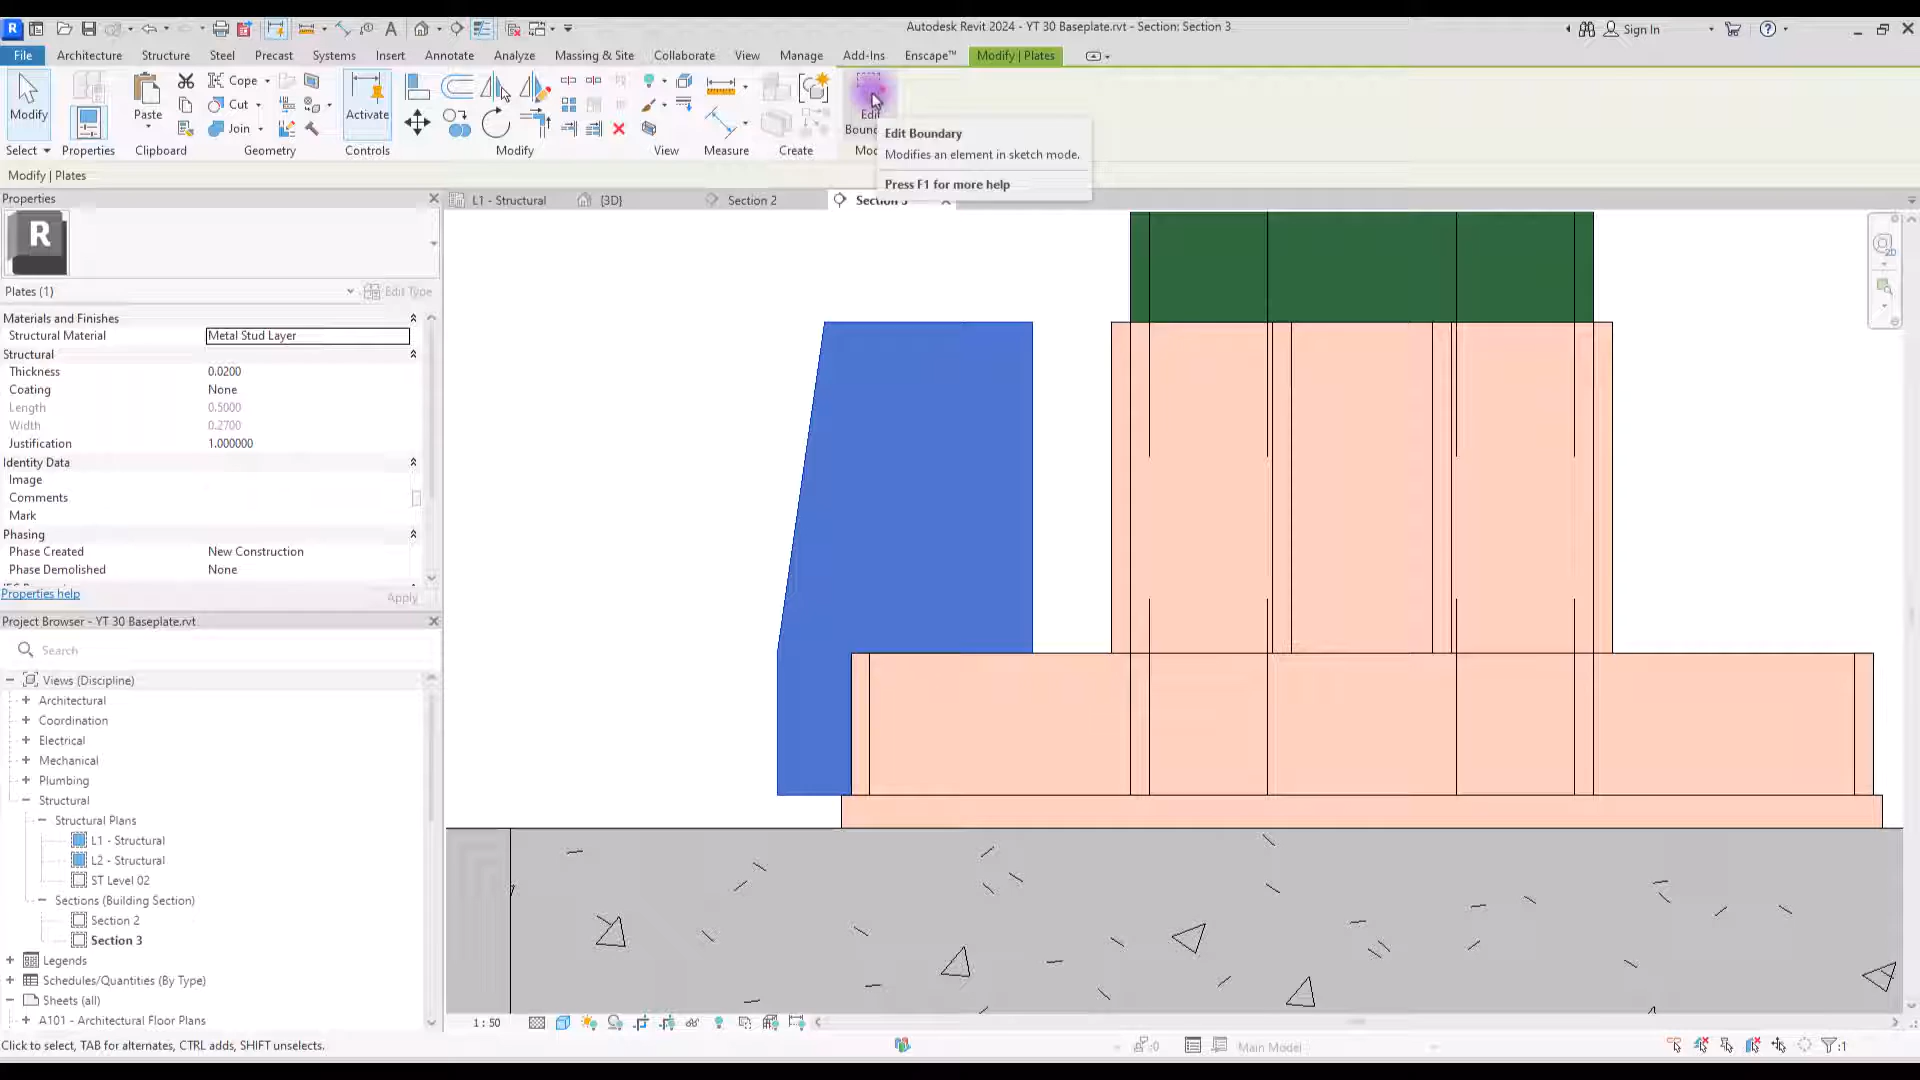 Autodesk Revit 2024 - YT 30 Baseplate.rvt - Section: Section 3
Sign In
File Architecture Structure Steel Precast Systems Insert Annotate Analyze Massing & Site Collaborate View Manage Add-Ins Enscape™ Modify | Plates
Modify
Select
Properties
Paste
Clipboard
Cope
Cut
Join
Geometry
Activate
Controls
Modify
View
Measure
Create
Edit
Edit Boundary
Modifies an element in sketch mode.
Press F1 for more help
Modify | Plates
Properties
L1 - Structural
{3D}
Section 2
R
Plates (1)
Edit Type
Materials and Finishes
Structural Material Metal Stud Layer
Structural
Thickness 0.0200
Coating None
Length 0.5000
Width 0.2700
Justification 1.000000
Identity Data
Image
Comments
Mark
Phasing
Phase Created New Construction
Phase Demolished None
Properties help
Apply
Project Browser - YT 30 Baseplate.rvt
Search
Views (Discipline)
Architectural
Coordination
Electrical
Mechanical
Plumbing
Structural
Structural Plans
L1 - Structural
L2 - Structural
ST Level 02
Sections (Building Section)
Section 2
Section 3
Legends
Schedules/Quantities (By Type)
Sheets (all)
A101 - Architectural Floor Plans
1 : 50
Click to select, TAB for alternates, CTRL adds, SHIFT unselects.
:0
Main Model
:1